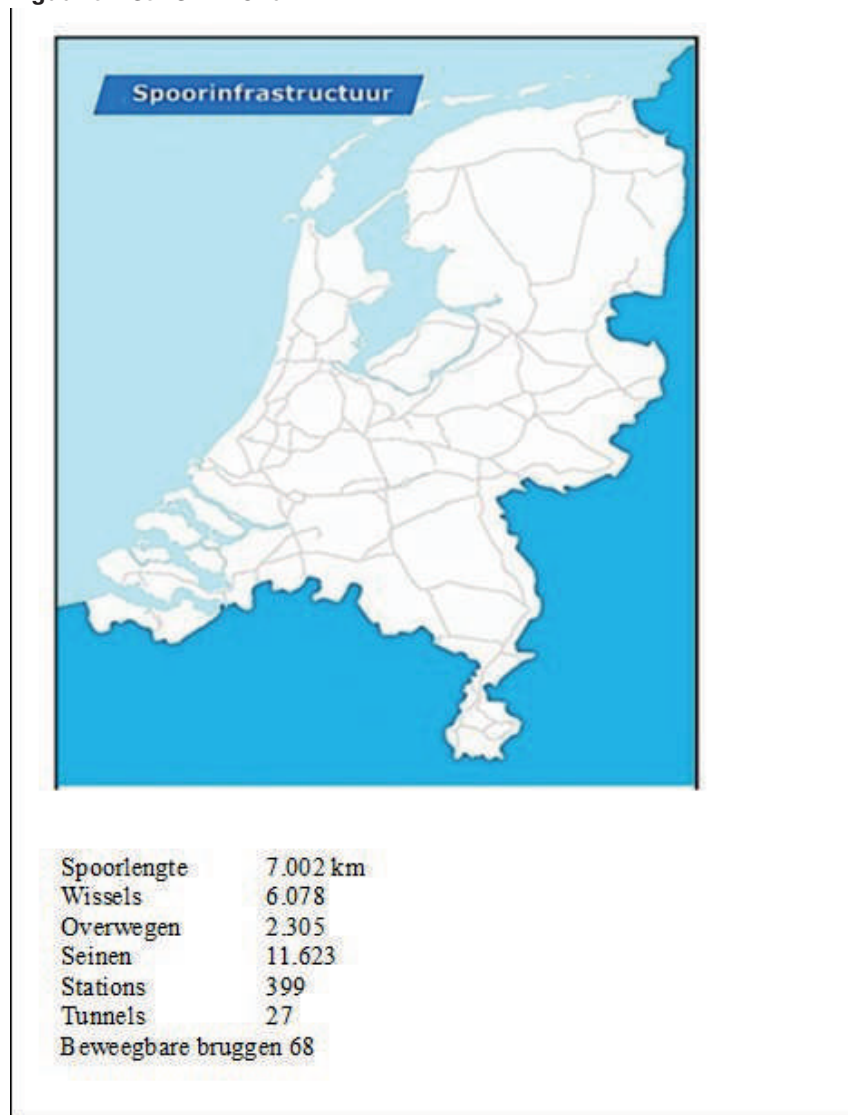 Spoorinfrastructuur
Spoorlengte 7.002 km
Wissels 6.078
Overwegen 2.305
Seinen 11.623
Stations 399
Tunnels 27
Beweegbare bruggen 68